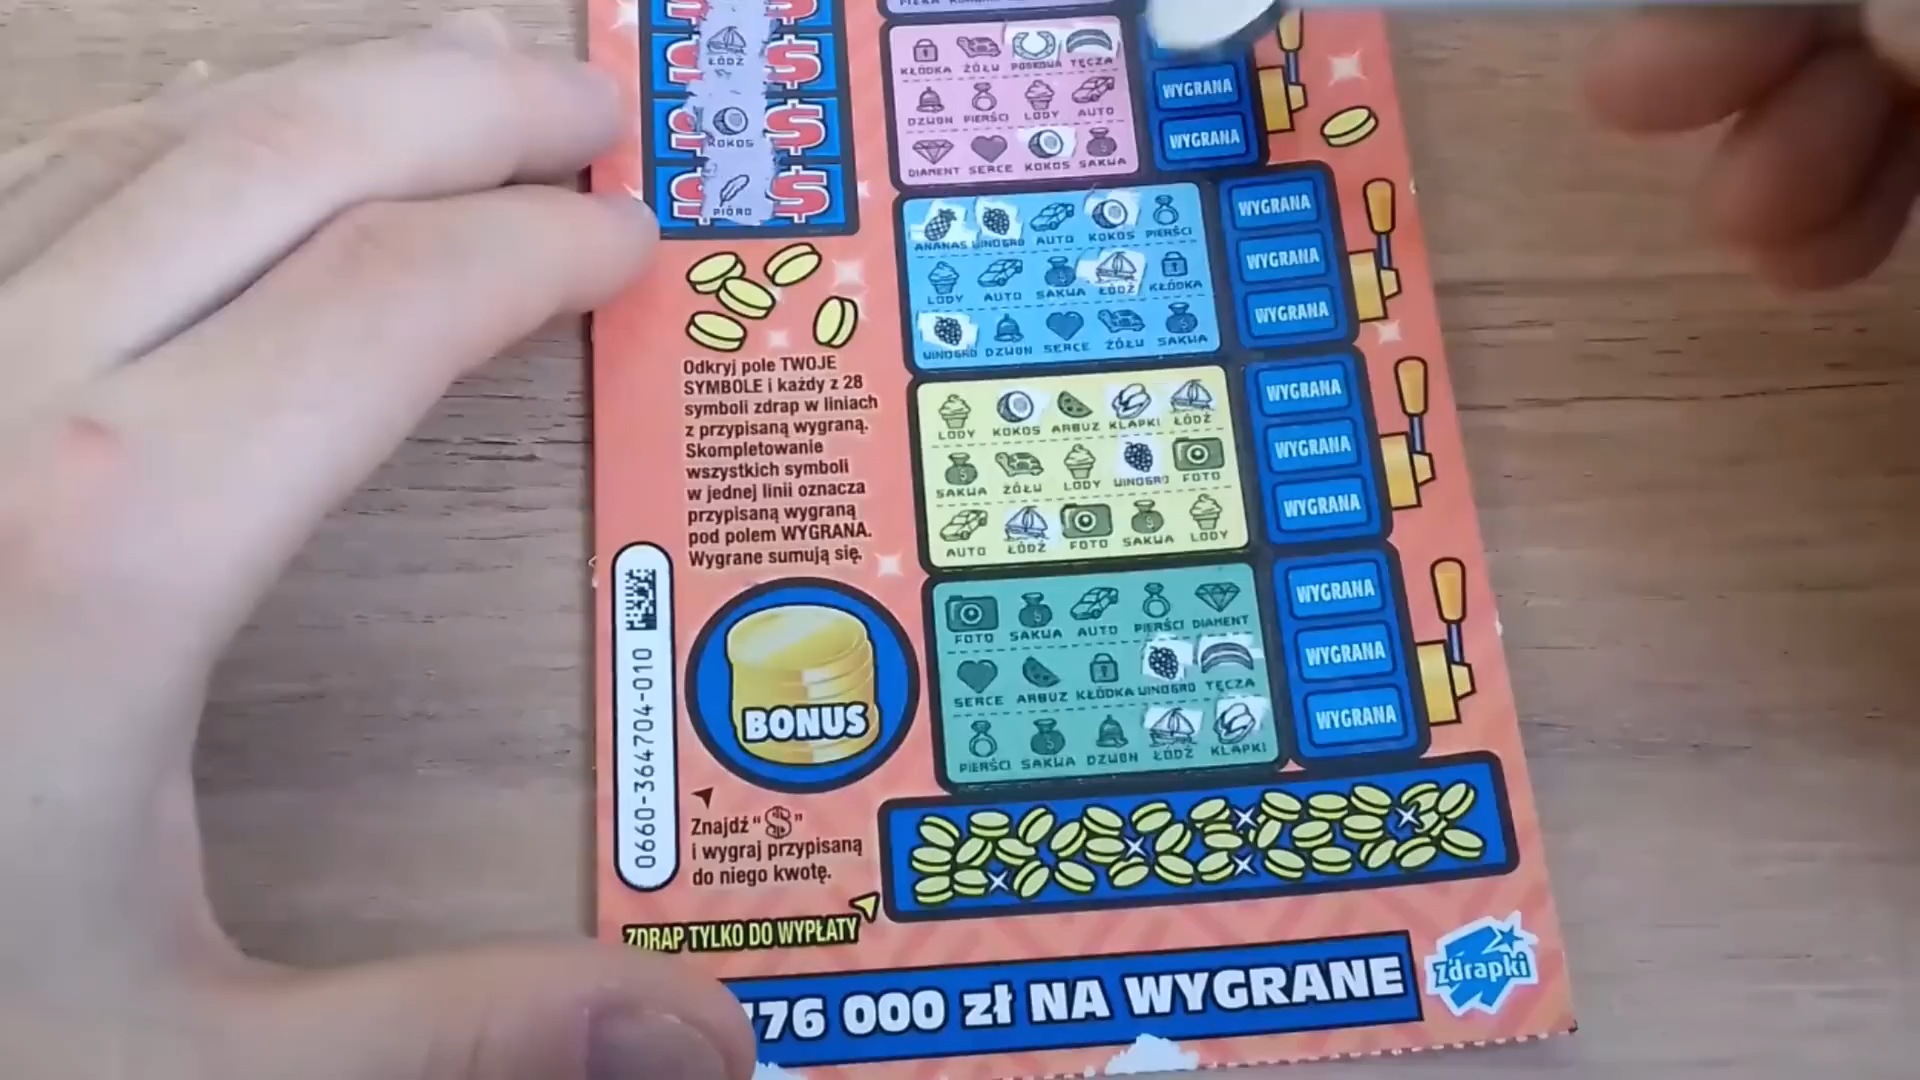 ŁÓDŹ
KOKOS
PIÓRO
KŁÓDKA ŻÓŁW PODKOWA TĘCZA
DZWON PIERŚCI LODY AUTO
DIAMENT SERCE KOKOS SAKWA
WYGRANA
WYGRANA
ANANAS WINOGRO AUTO KOKOS PIERŚCI
LODY AUTO SAKWA ŁÓDŹ KŁÓDKA
WINOGRO DZWON SERCE ŻÓŁW SAKWA
WYGRANA
WYGRANA
WYGRANA
LODY KOKOS ARBUZ KLAPKI ŁÓDŹ
SAKWA ŻÓŁW LODY WINOGRO FOTO
AUTO ŁÓDŹ FOTO SAKWA LODY
WYGRANA
WYGRANA
WYGRANA
FOTO SAKWA AUTO PIERŚCI DIAMENT
SERCE ARBUZ KŁÓDKA WINOGRO TĘCZA
PIERŚCI SAKWA DZWON ŁÓDŹ KLAPKI
WYGRANA
WYGRANA
WYGRANA
Odkryj pole TWOJE
SYMBOLE i każdy z 28
symboli zdrap w liniach
z przypisaną wygraną.
Skompletowanie
wszystkich symboli
w jednej linii oznacza
przypisaną wygraną
pod polem WYGRANA.
Wygrane sumują się.
0660-364704-010
BONUS
Znajdź "$"
i wygraj przypisaną
do niego kwotę.
ZDRAP TYLKO DO WYPŁATY
76 000 zł NA WYGRANE
Zdrapki